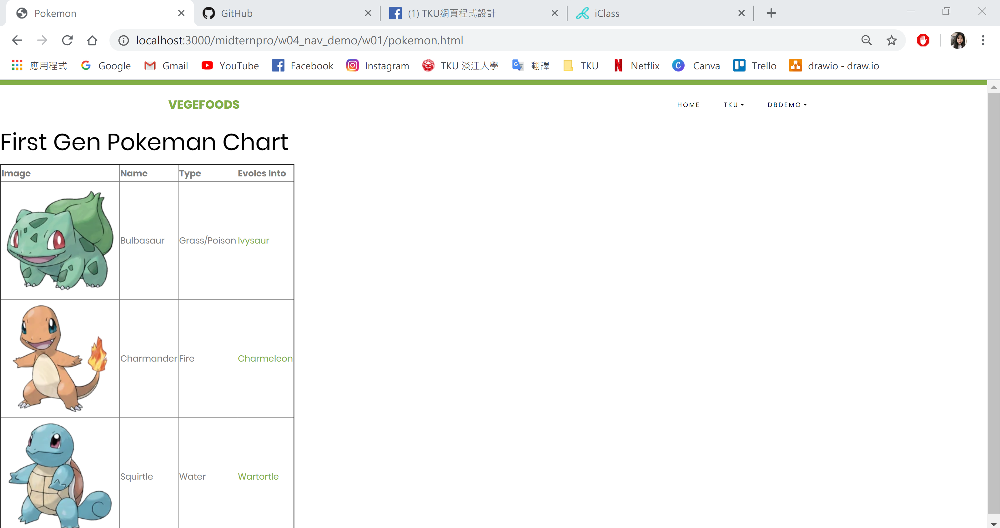 Pokemon GitHub (1) TKU網頁程式設計 iClass
localhost:3000/midternpro/w04_nav_demo/w01/pokemon.html
應用程式 Google Gmail YouTube Facebook Instagram TKU 淡江大學 翻譯 TKU Netflix Canva Trello drawio - draw.io
VEGEFOODS HOME TKU DBDEMO
First Gen Pokeman Chart
Image Name Type Evoles Into
Bulbasaur Grass/Poison Ivysaur
Charmander Fire Charmeleon
Squirtle Water Wartortle